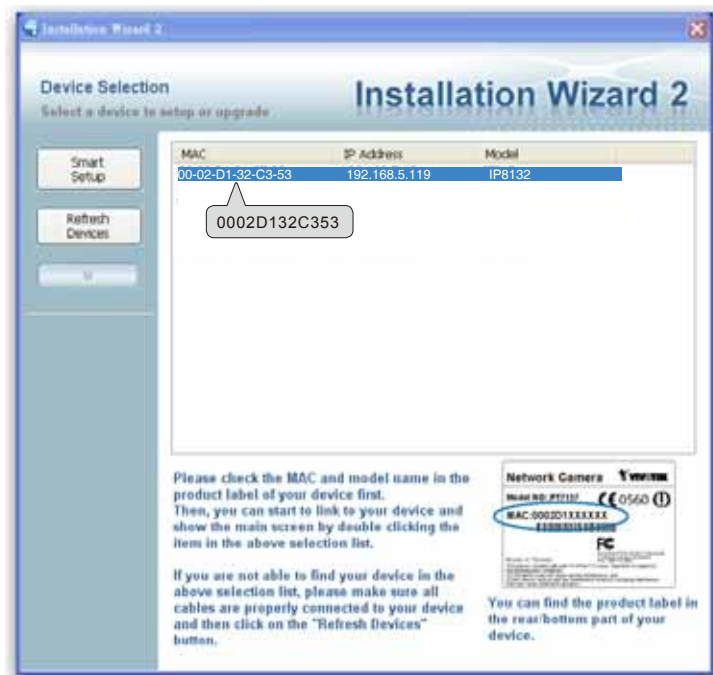 Installation Wizard 2
Device Selection
Select a device to setup or upgrade
Installation Wizard 2
Smart
Setup
Refresh
Devices
MAC IP Address Model
00-02-D1-32-C3-53 192.168.5.119 IP8132
0002D132C353
Please check the MAC and model name in the
product label of your device first.
Then, you can start to link to your device and
show the main screen by double clicking the
item in the above selection list.
If you are not able to find your device in the
above selection list, please make sure all
cables are properly connected to your device
and then click on the "Refresh Devices"
button.
Network Camera VIVOTEK
Model NO: PT7137 CE0560
MAC:0002D1XXXXXX
FC
You can find the product label in
the rear/bottom part of your
device.